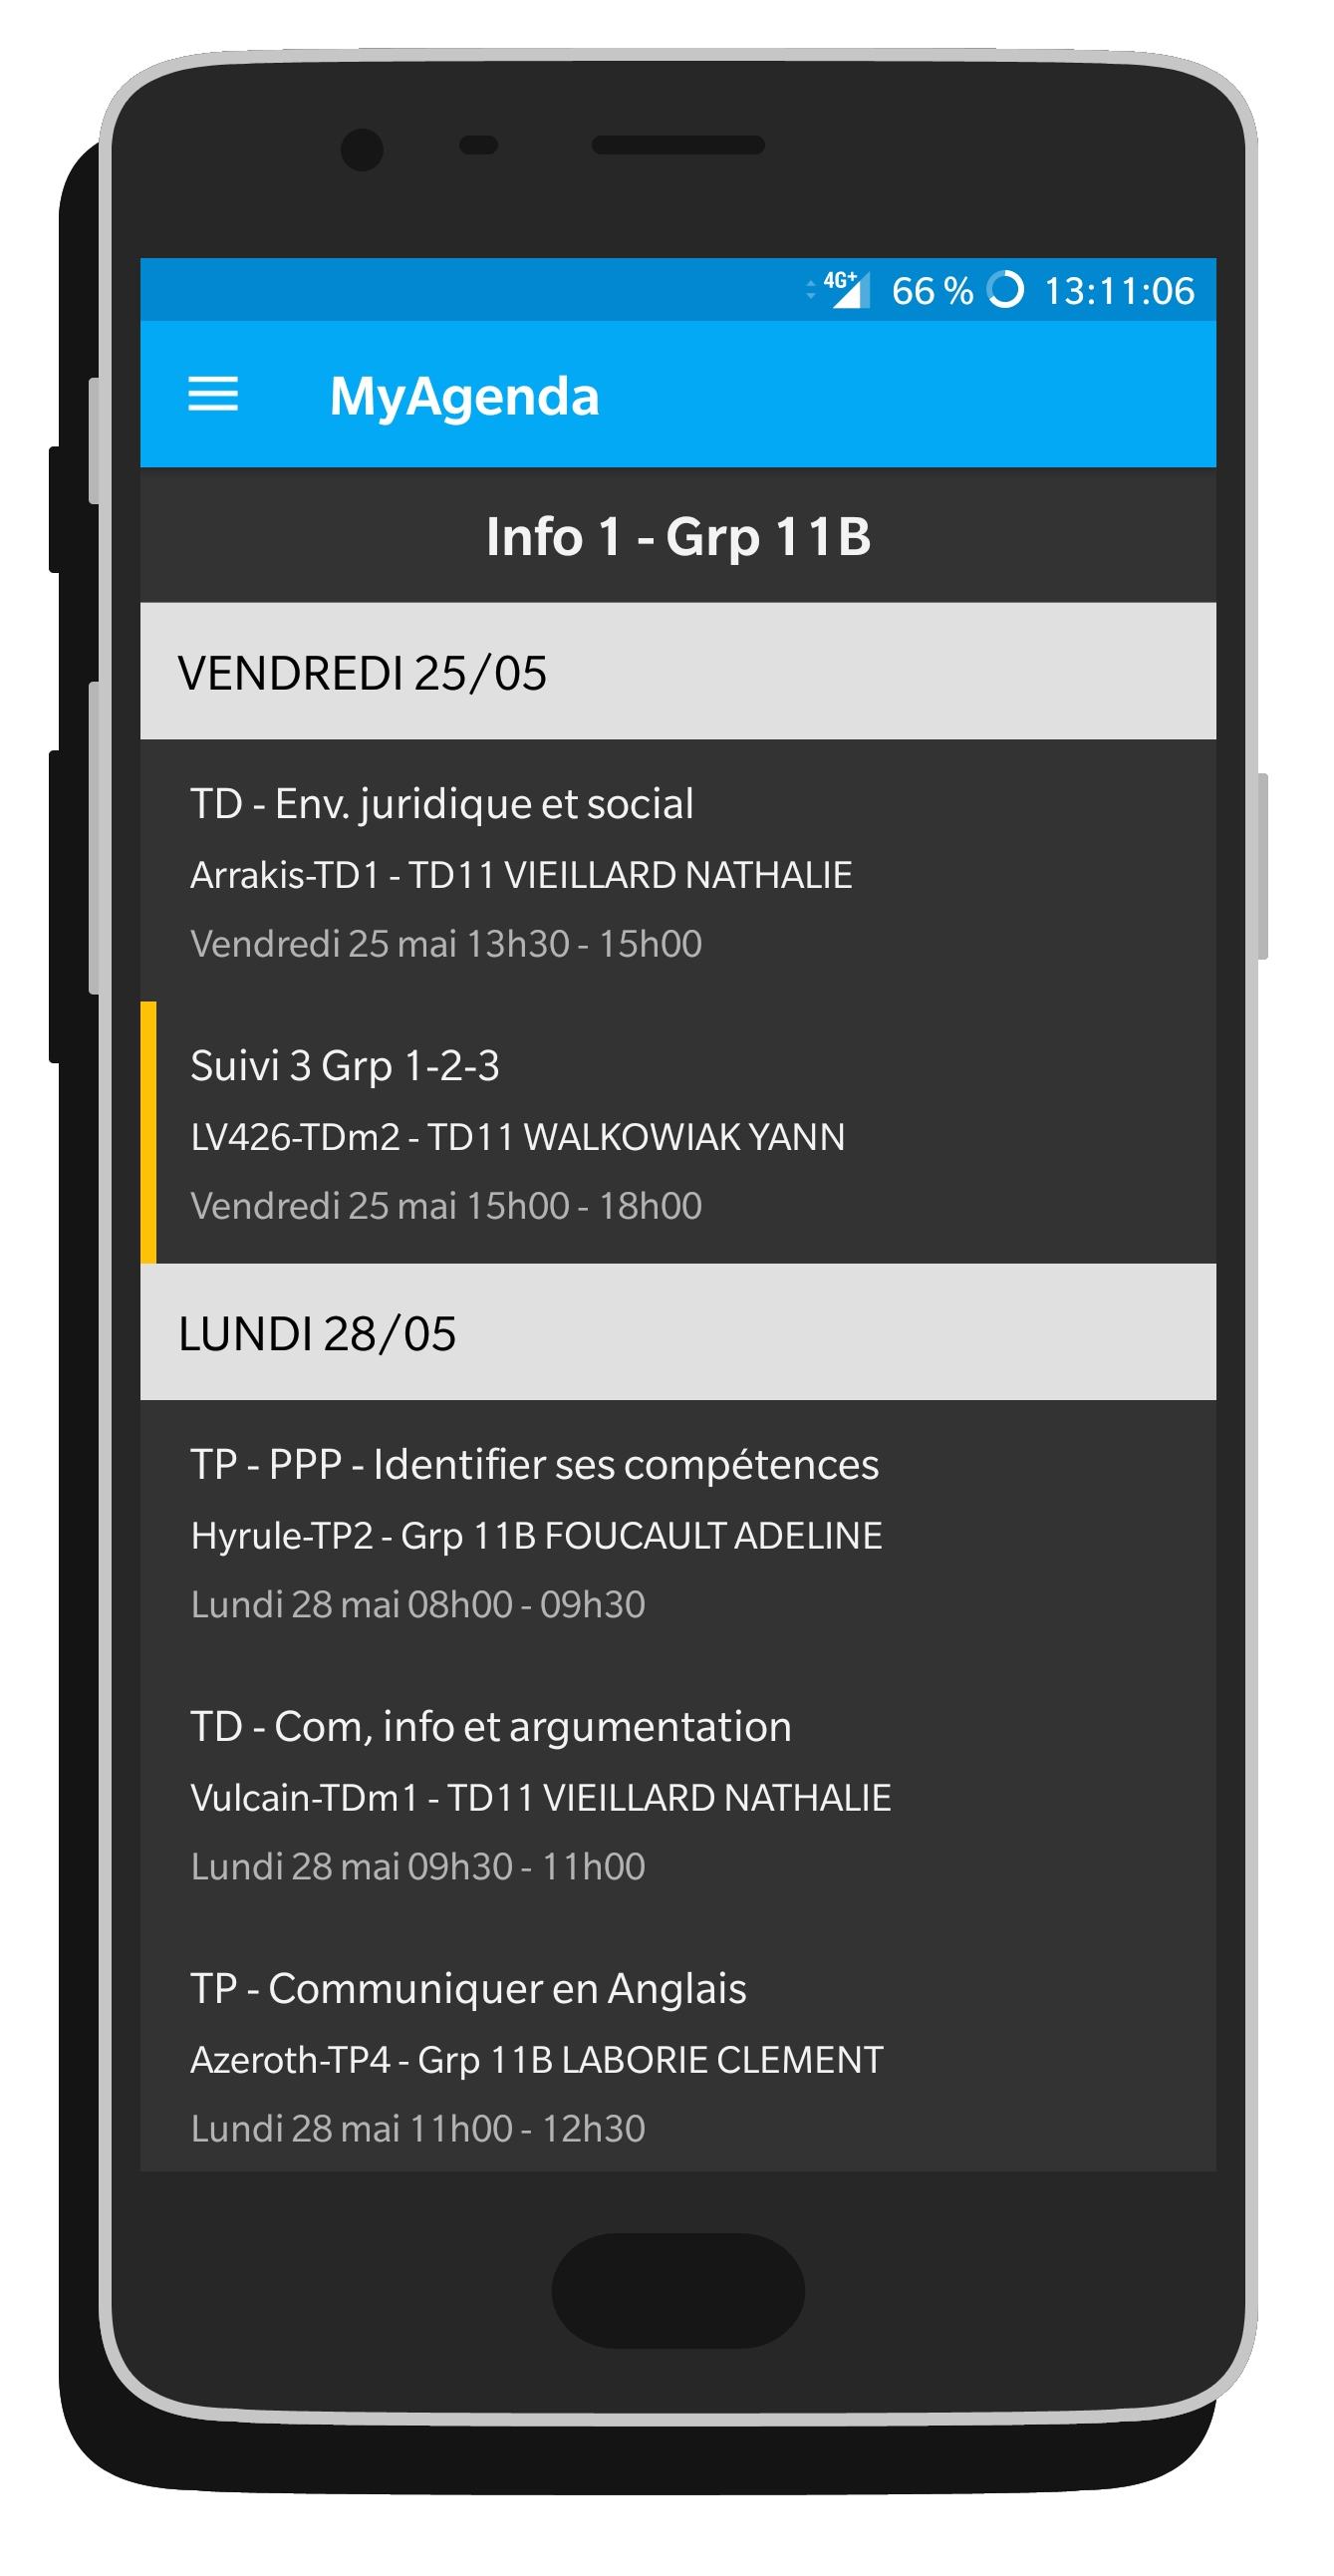 4G+ 66 % 13:11:06
MyAgenda
Info 1 - Grp 11B
VENDREDI 25/05
TD - Env. juridique et social
Arrakis-TD1 - TD11 VIEILLARD NATHALIE
Vendredi 25 mai 13h30 - 15h00
Suivi 3 Grp 1-2-3
LV426-TDm2 - TD11 WALKOWIAK YANN
Vendredi 25 mai 15h00 - 18h00
LUNDI 28/05
TP - PPP - Identifier ses compétences
Hyrule-TP2 - Grp 11B FOUCAULT ADELINE
Lundi 28 mai 08h00 - 09h30
TD - Com, info et argumentation
Vulcain-TDm1 - TD11 VIEILLARD NATHALIE
Lundi 28 mai 09h30 - 11h00
TP - Communiquer en Anglais
Azeroth-TP4 - Grp 11B LABORIE CLEMENT
Lundi 28 mai 11h00 - 12h30